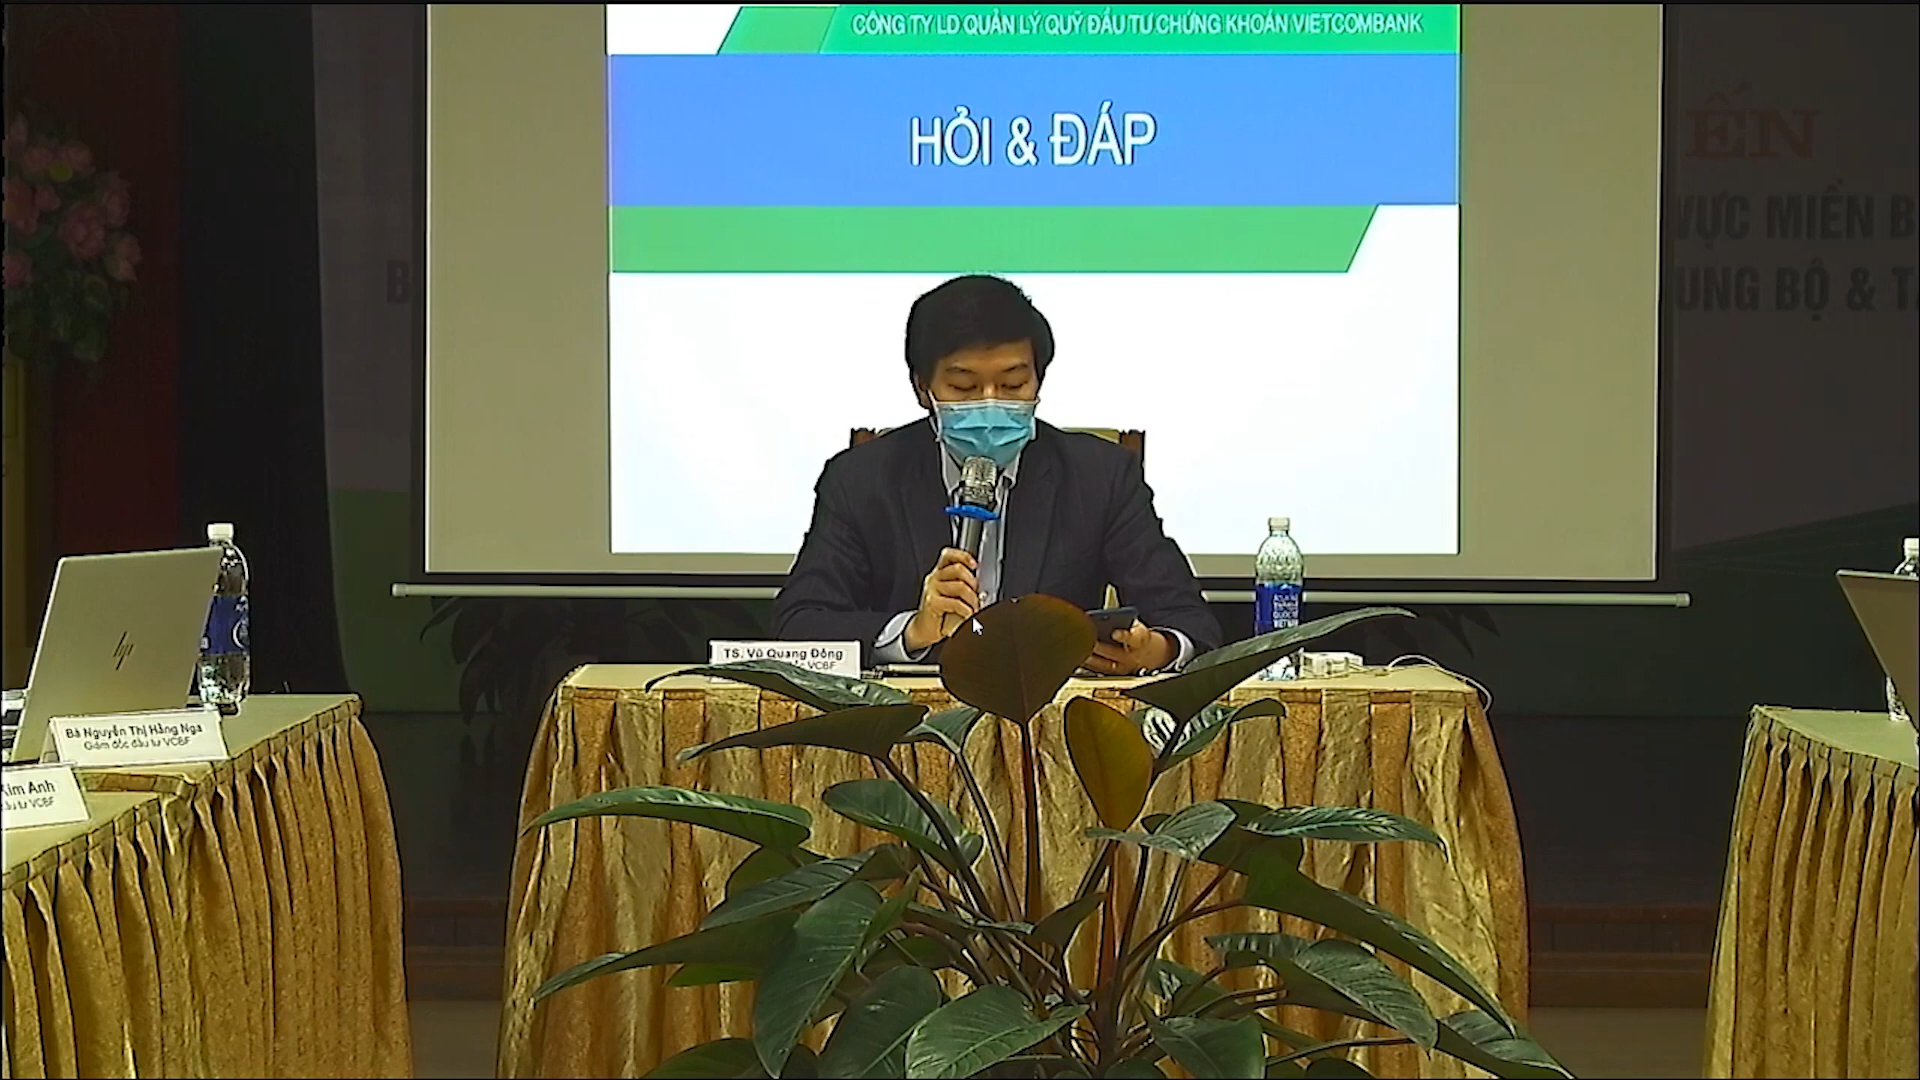 CÔNG TY LD QUẢN LÝ QUỸ ĐẦU TƯ CHỨNG KHOÁN VIETCOMBANK
HỎI & ĐÁP
ẾN
VỰC MIỀN B
B
UNG BỘ & T
hp
TS. Vũ Quang Đông
VCBF
Bà Nguyễn Thị Hằng Nga
Giám đốc đầu tư VCBF
Kim Anh
đầu tư VCBF